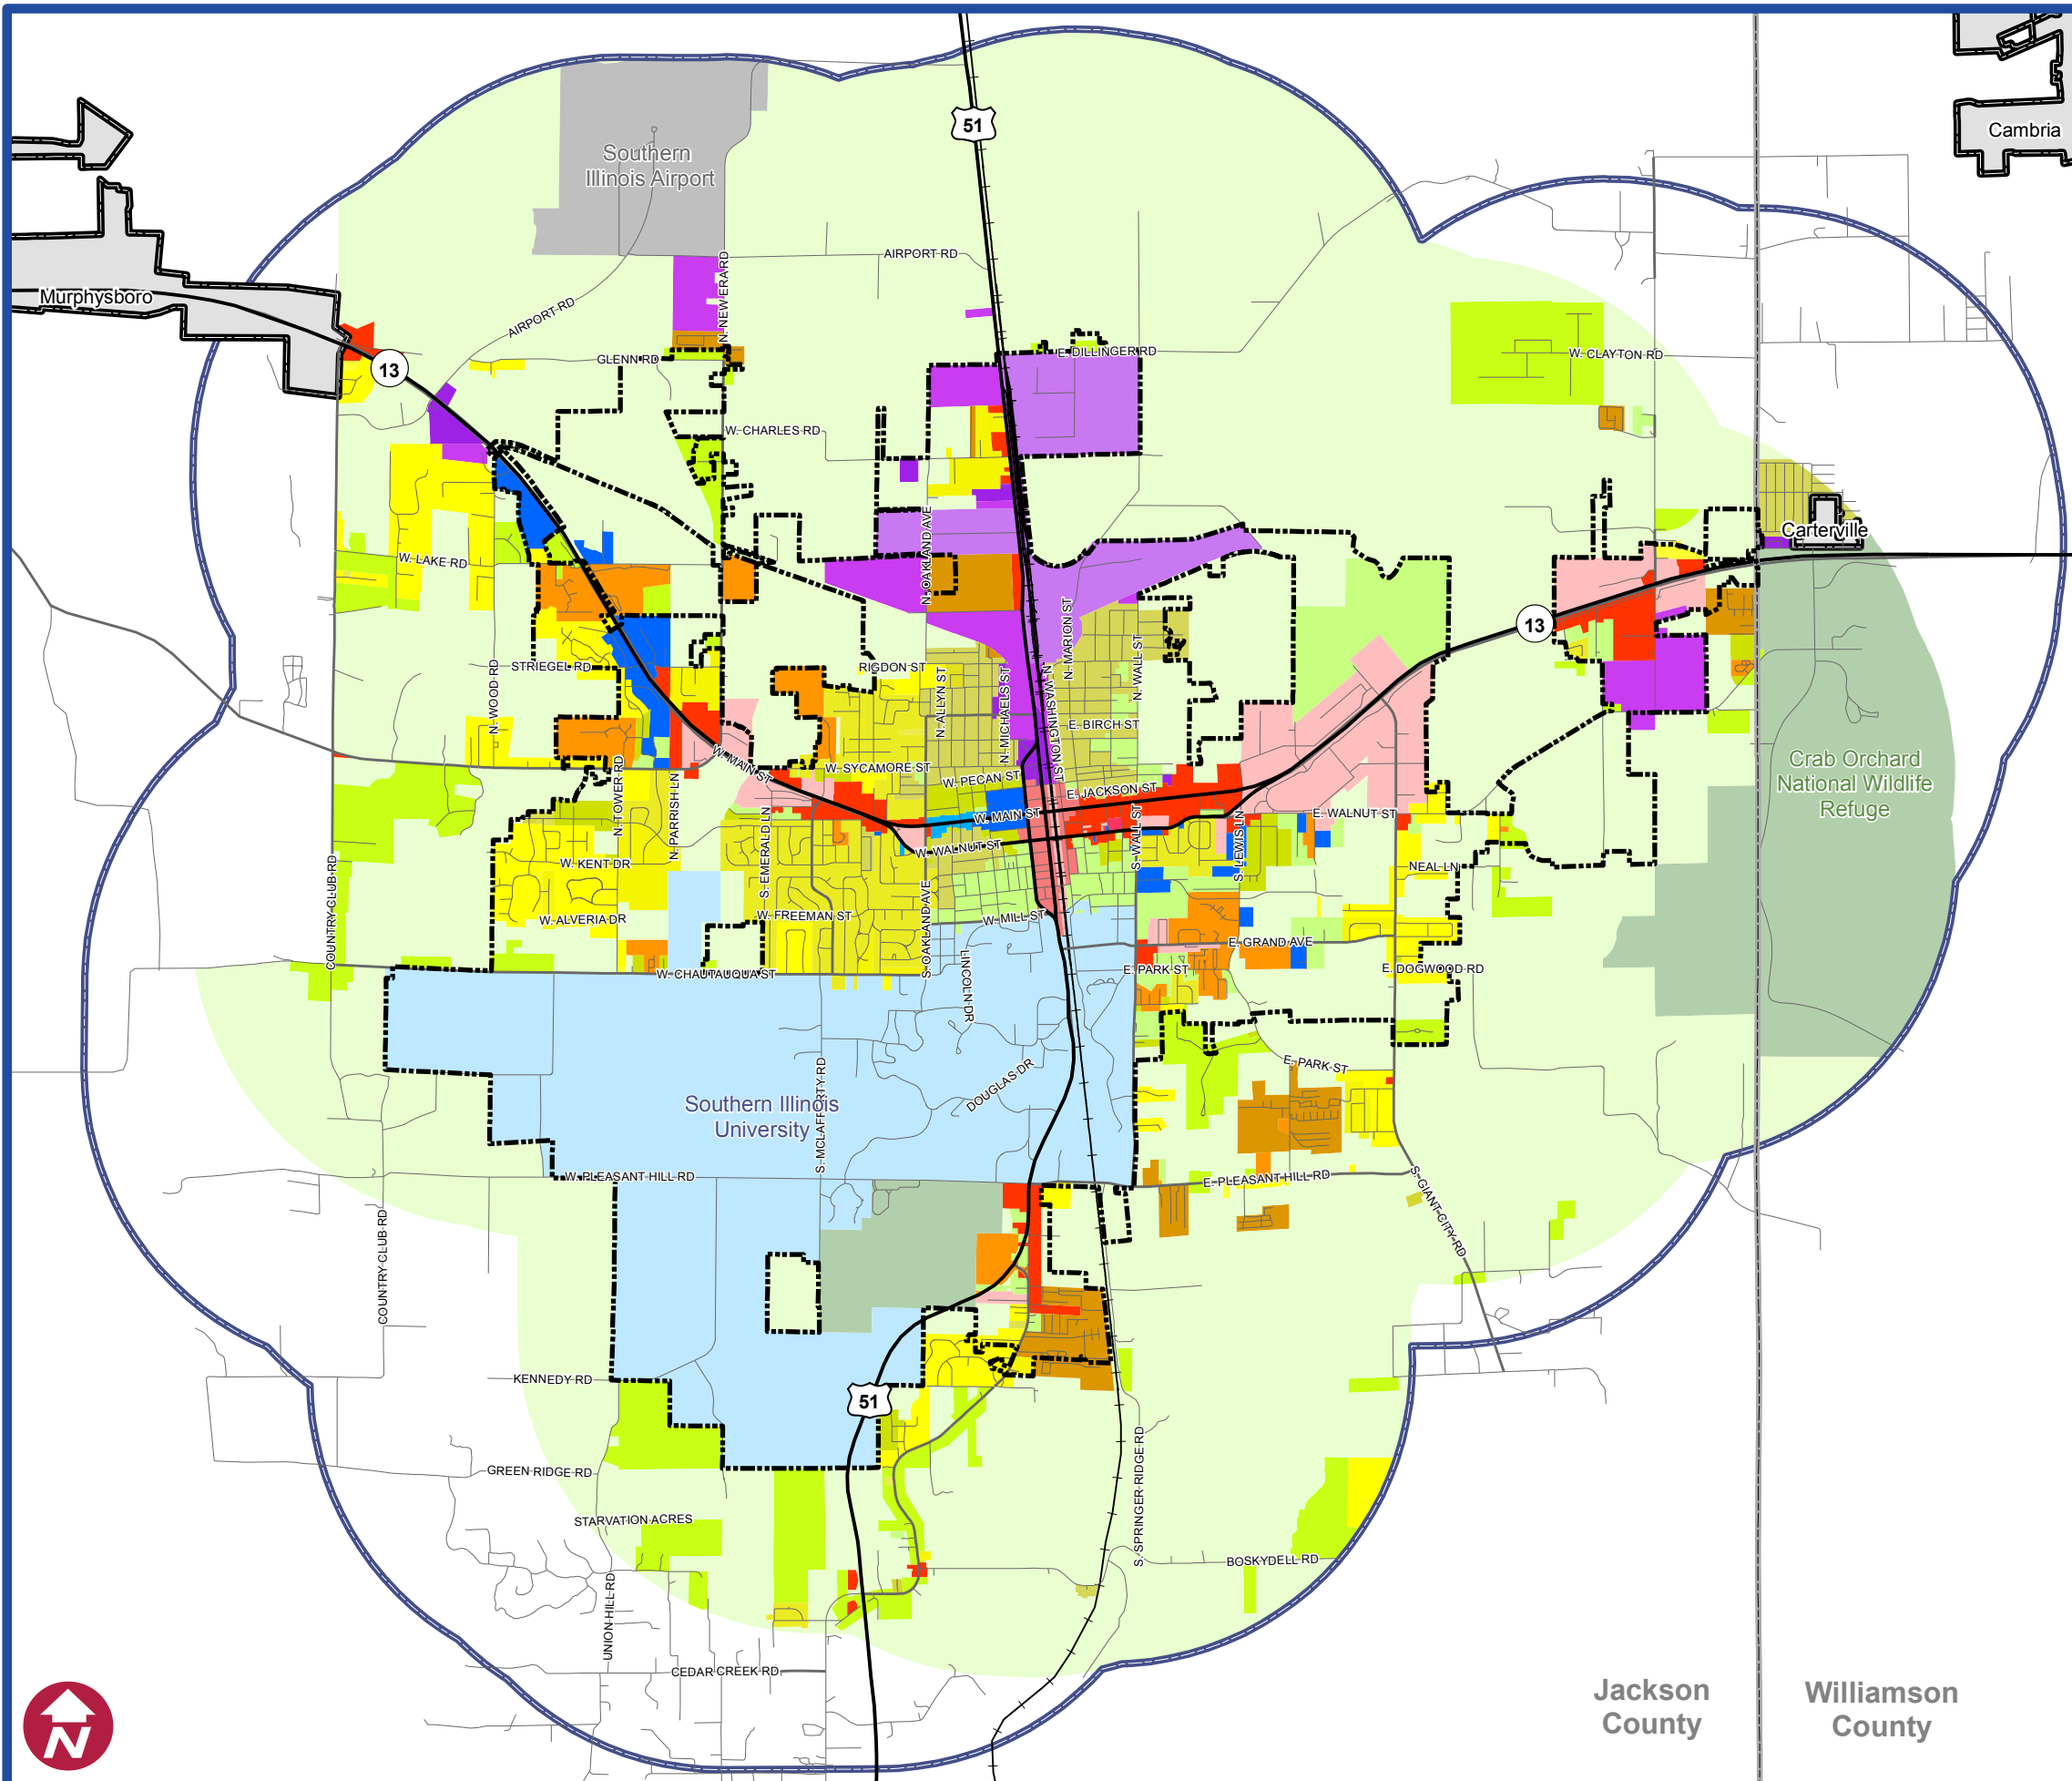 51
Cambria
Southern
Illinois Airport
AIRPORT RD
N. NEW ERA RD
Murphysboro
AIRPORT RD
E. DILLINGER RD
GLENN RD
W. CLAYTON RD
13
W. CHARLES RD
Carterville
N. OAKLAND AVE
W. LAKE RD
N. MARION ST
13
N. WALL ST
STRIEGEL RD
RIGDON ST
N. WOOD RD
N. ALLYN ST
N. MICHAELS ST
N. WASHINGTON ST
E. BIRCH ST
W. MAIN ST
W. SYCAMORE ST
Crab Orchard
National Wildlife
Refuge
N. TOWER RD
N. PARRISH LN
W. PECAN ST
E. JACKSON ST
W. MAIN ST
E. WALNUT ST
S. EMERALD LN
S. WALL ST
S. LEWIS LN
W. WALNUT ST
W. KENT DR
NEAL LN
COUNTRY CLUB RD
S. OAKLAND AVE
W. ALVERIA DR
W. FREEMAN ST
W. MILL ST
E. GRAND AVE
LINCOLN DR
W. CHAUTAUQUA ST
E. PARK ST
E. DOGWOOD RD
E. PARK ST
DOUGLAS DR
Southern Illinois
University
S. MCLAFFERTY RD
W. PLEASANT HILL RD
E. PLEASANT HILL RD
S. GIANT CITY RD
COUNTRY CLUB RD
KENNEDY RD
51
GREEN RIDGE RD
S. SPRINGER RIDGE RD
STARVATION ACRES
BOSKYDELL RD
UNION HILL RD
CEDAR CREEK RD
Jackson
County
Williamson
County
N